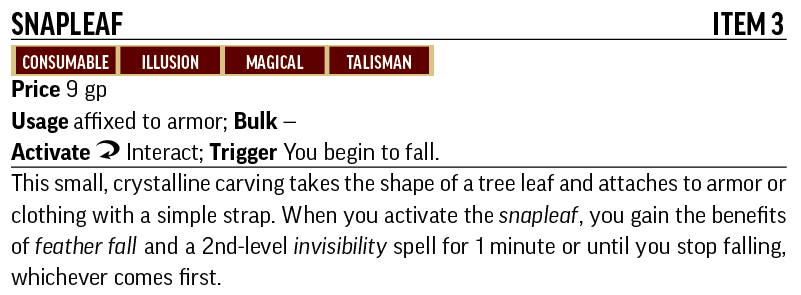 SNAPLEAF ITEM 3
CONSUMABLE ILLUSION MAGICAL TALISMAN
Price 9 gp
Usage affixed to armor; Bulk —
Activate Interact; Trigger You begin to fall.
This small, crystalline carving takes the shape of a tree leaf and attaches to armor or
clothing with a simple strap. When you activate the snapleaf, you gain the benefits
of feather fall and a 2nd-level invisibility spell for 1 minute or until you stop falling,
whichever comes first.